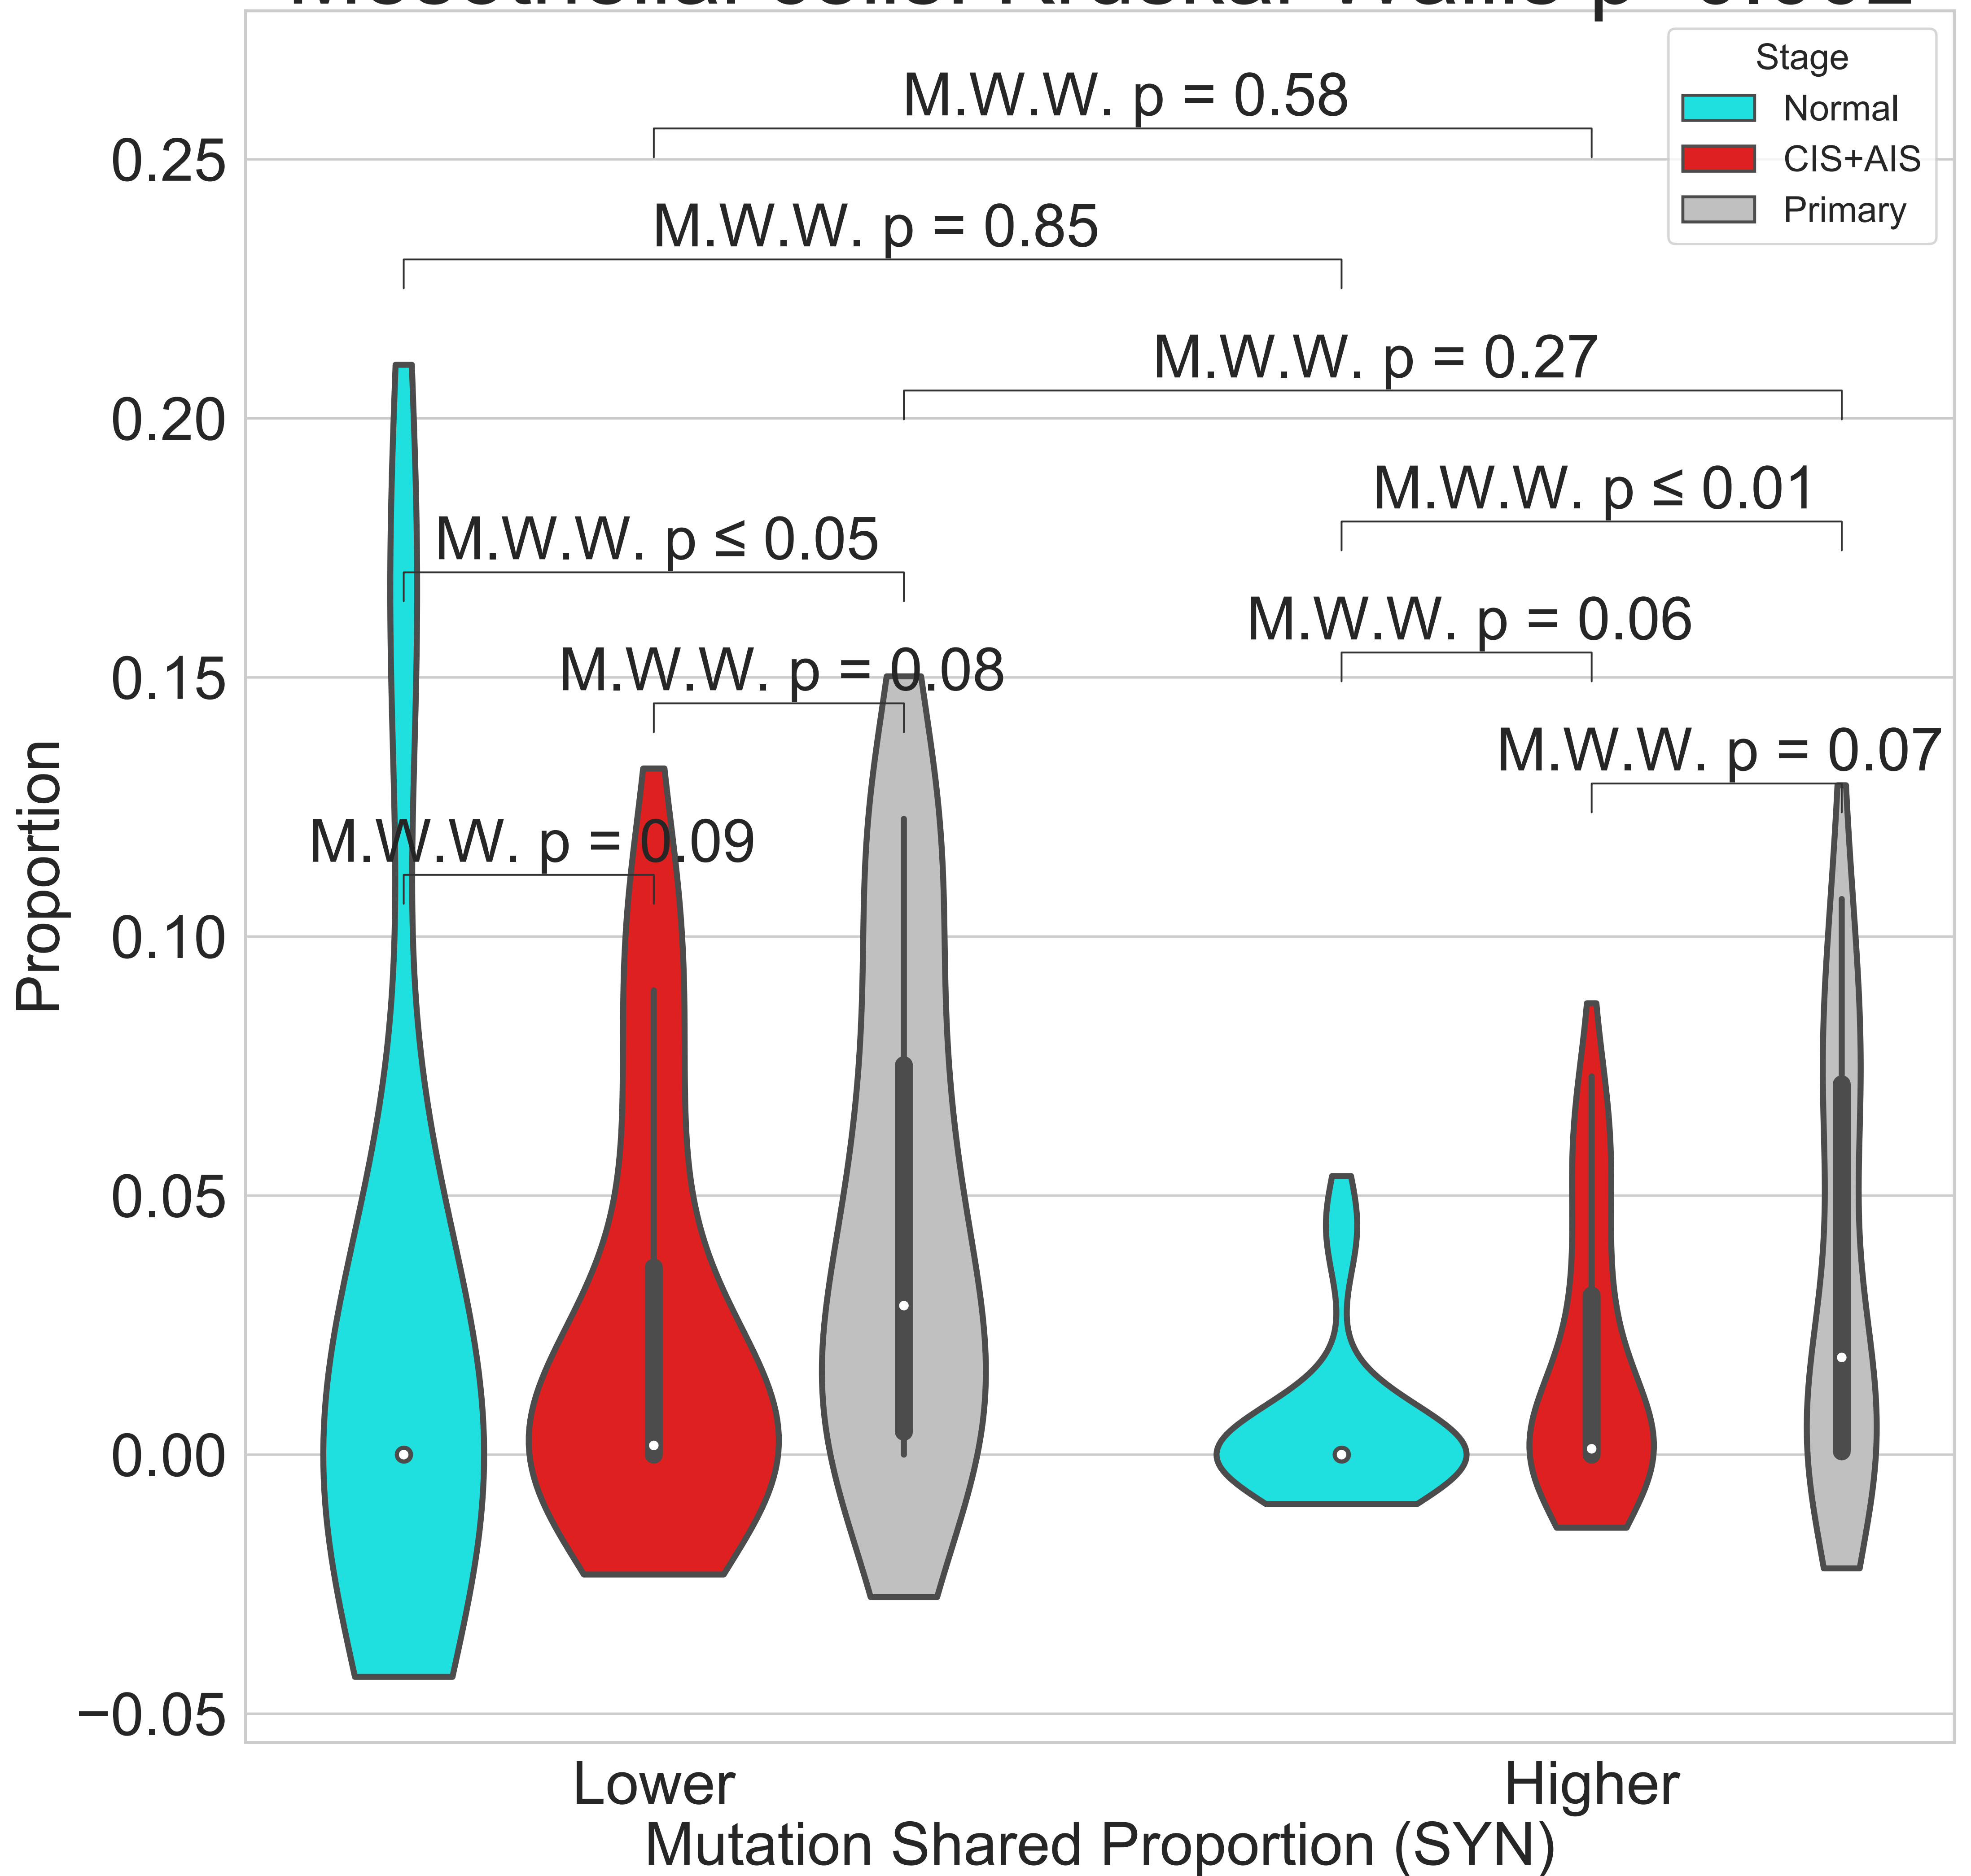 Stage
Normal
CIS+AIS
Primary
M.W.W. p = 0.58
M.W.W. p = 0.85
M.W.W. p = 0.27
M.W.W. p ≤ 0.01
M.W.W. p ≤ 0.05
M.W.W. p = 0.06
M.W.W. p = 0.08
M.W.W. p = 0.07
M.W.W. p = 0.09
0.25
0.20
0.15
0.10
0.05
0.00
−0.05
Proportion
Lower
Higher
Mutation Shared Proportion (SYN)